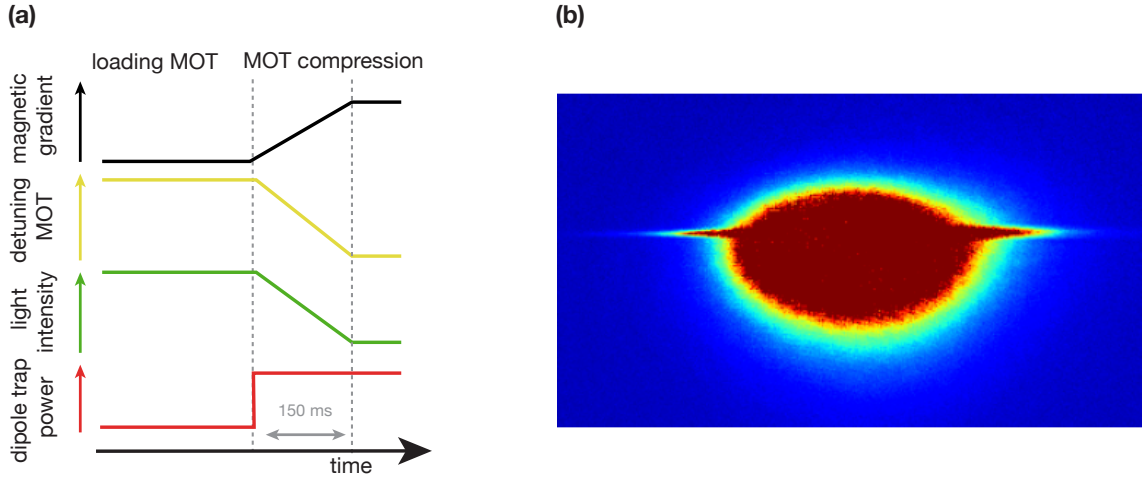 (a)
(b)
loading MOT
MOT compression
magnetic
gradient
detuning
MOT
light
intensity
dipole trap
power
150 ms
time